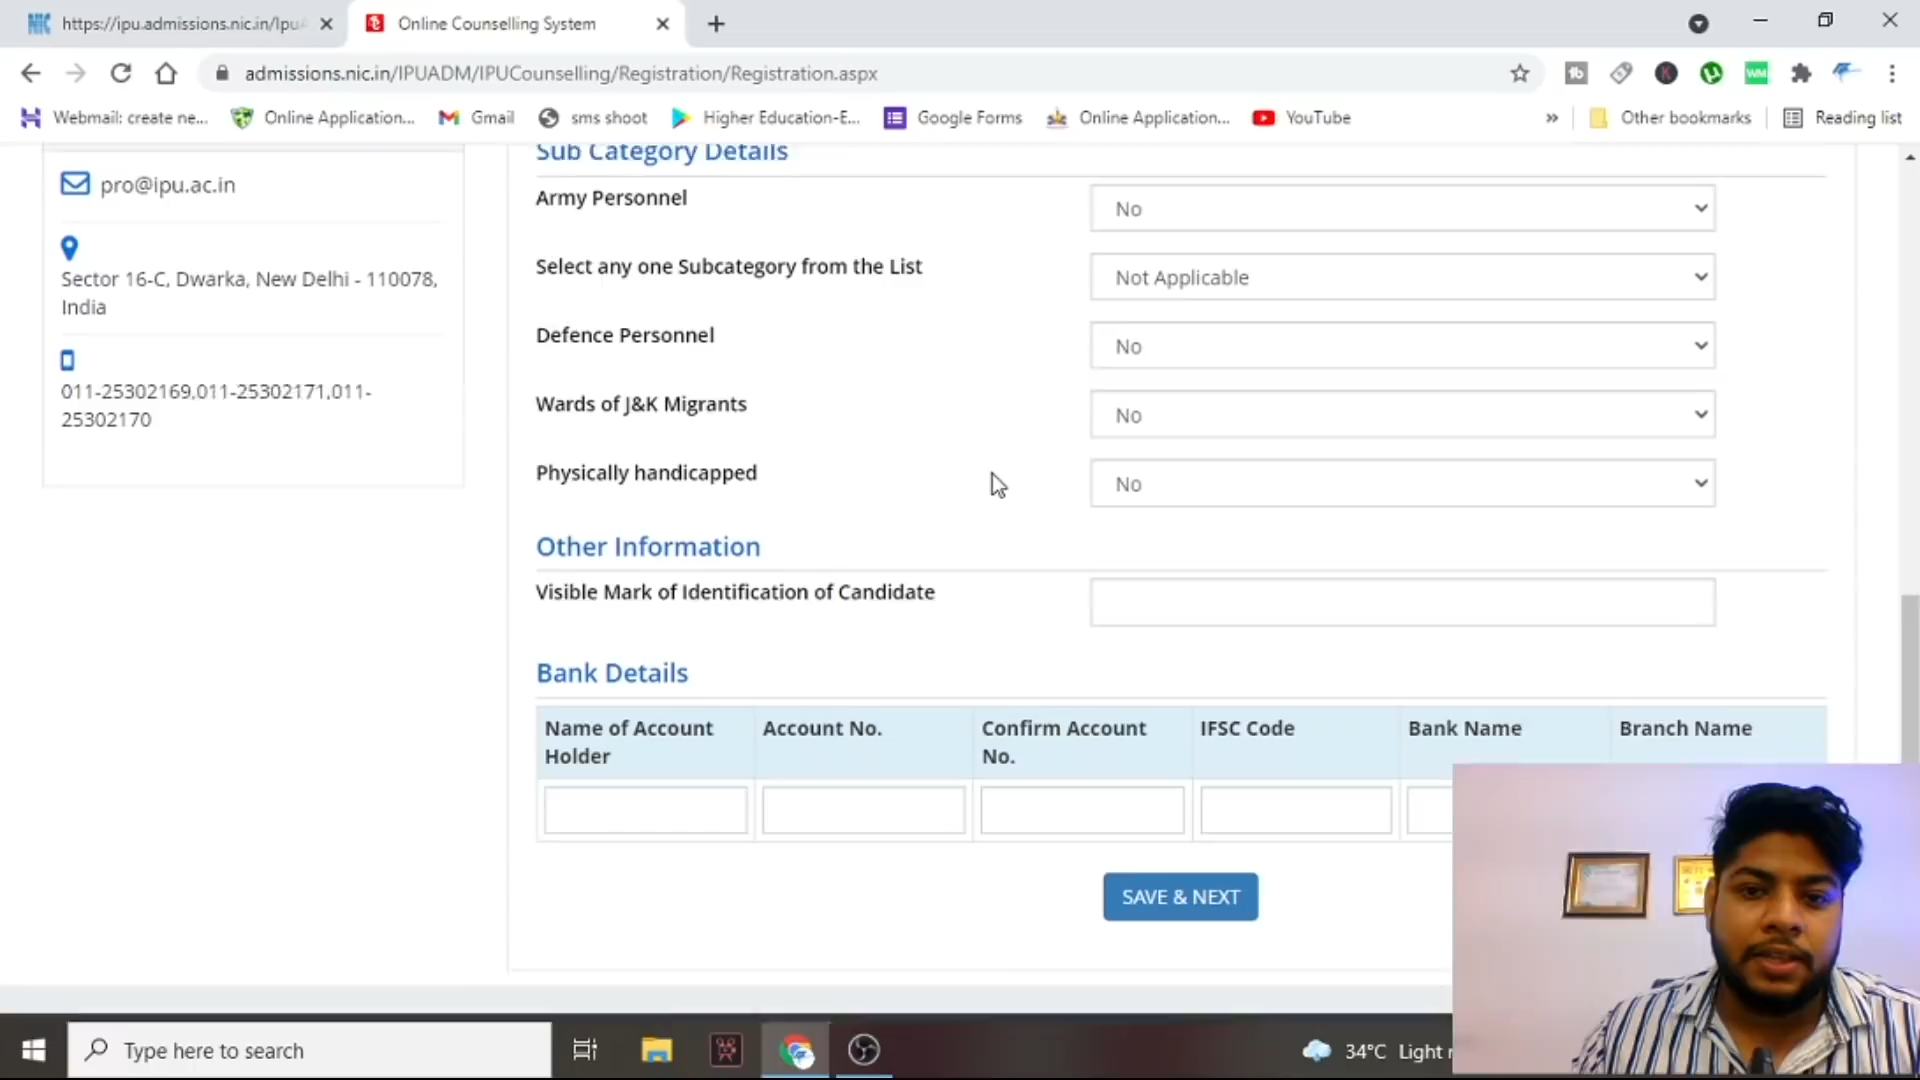 https://ipu.admissions.nic.in/Ipu
Online Counselling System
admissions.nic.in/IPUADM/IPUCounselling/Registration/Registration.aspx
Webmail: create ne...
Online Application...
Gmail
sms shoot
Higher Education-E...
Google Forms
Online Application...
YouTube
»
Other bookmarks
Reading list
Sub Category Details
pro@ipu.ac.in
Army Personnel
No
Sector 16-C, Dwarka, New Delhi - 110078,
India
Select any one Subcategory from the List
Not Applicable
Defence Personnel
No
011-25302169,011-25302171,011-
25302170
Wards of J&K Migrants
No
Physically handicapped
No
Other Information
Visible Mark of Identification of Candidate
Bank Details
Name of Account
Holder
Account No.
Confirm Account
No.
IFSC Code
Bank Name
Branch Name
SAVE & NEXT
Type here to search
34°C Light